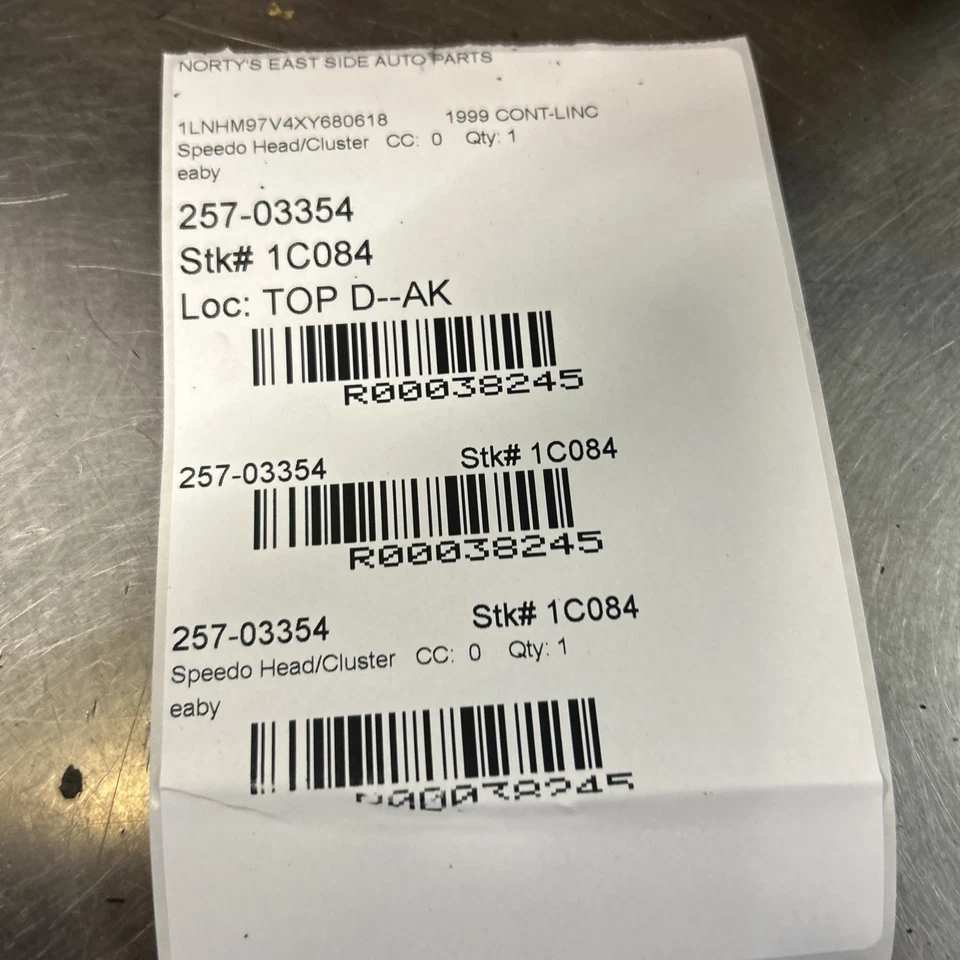 NORTY'S EAST SIDE AUTO PARTS
1LNHM97V4XY680618 1999 CONT-LINC
Speedo Head/Cluster CC: 0 Qty: 1
eaby
257-03354
Stk# 1C084
Loc: TOP D--AK
R00038245
257-03354 Stk# 1C084
R00038245
257-03354 Stk# 1C084
Speedo Head/Cluster CC: 0 Qty: 1
eaby
R00038245